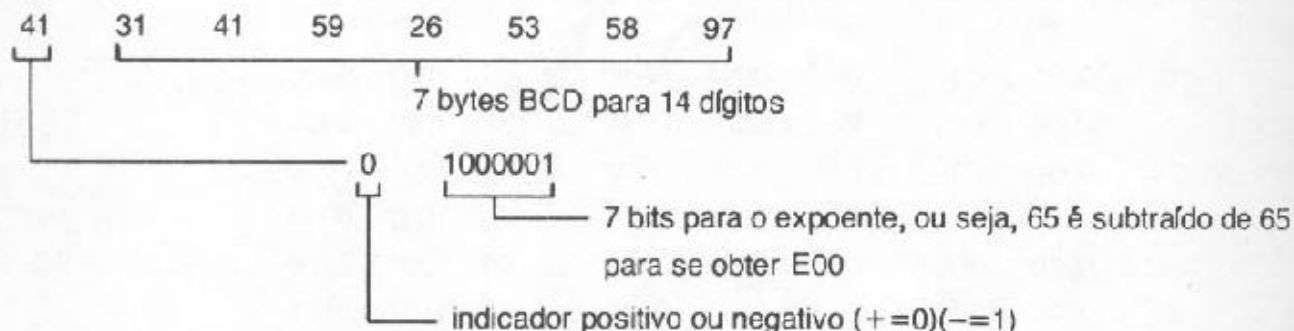 41 31 41 59 26 53 58 97
7 bytes BCD para 14 dígitos
0 1000001
7 bits para o expoente, ou seja, 65 é subtraído de 65
para se obter E00
indicador positivo ou negativo (+=0)(−=1)